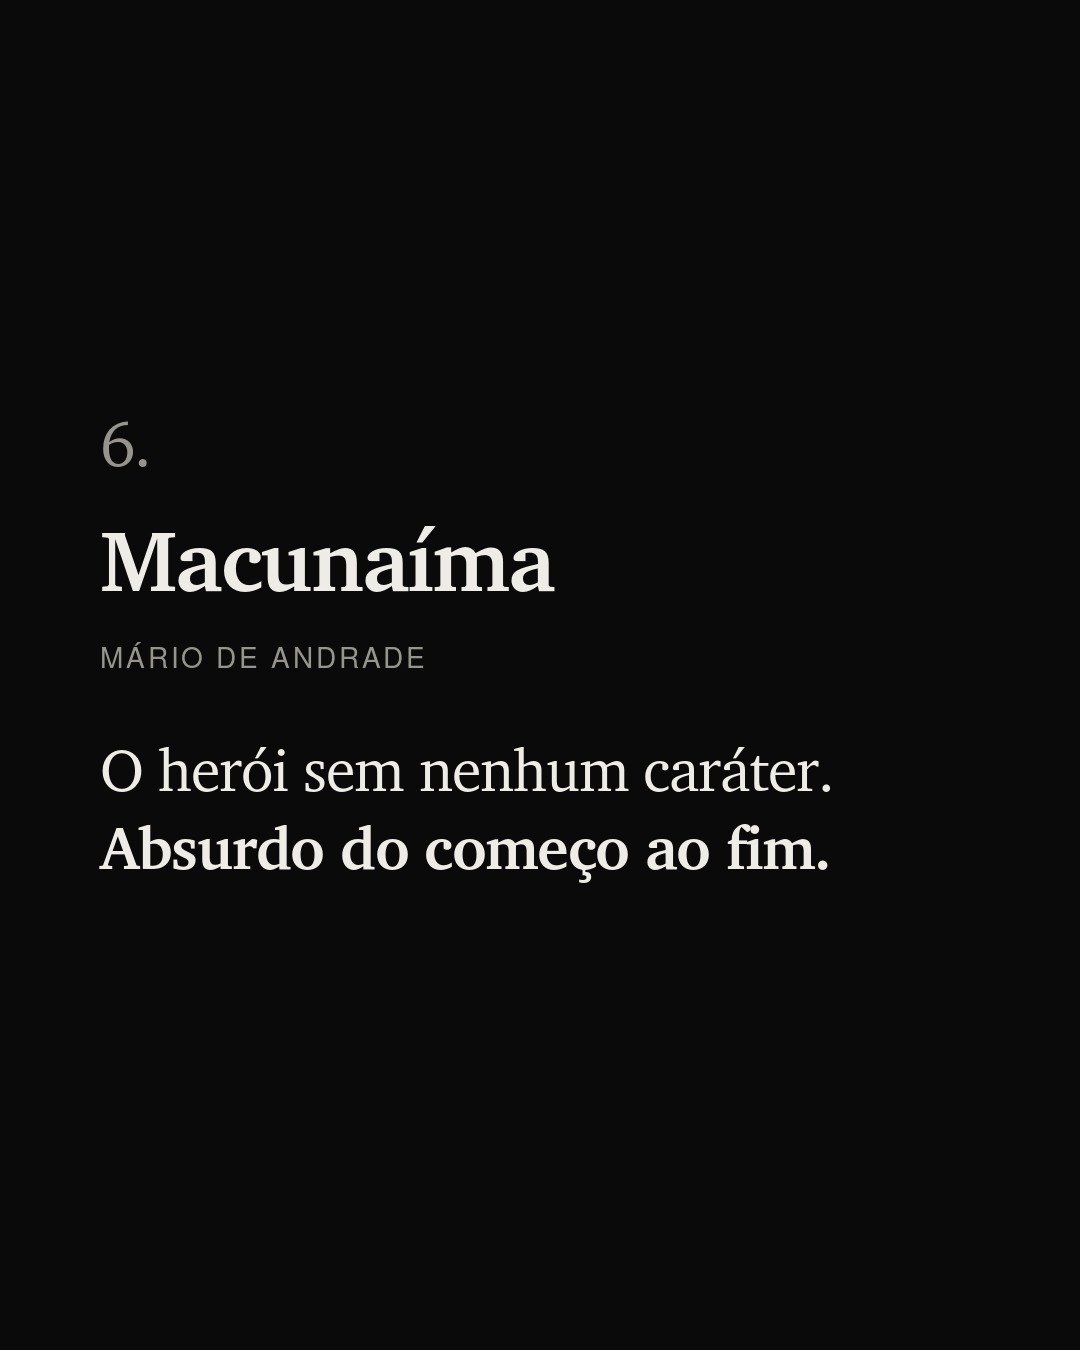 6.
Macunaíma
MÁRIO DE ANDRADE
O herói sem nenhum caráter.
Absurdo do começo ao fim.